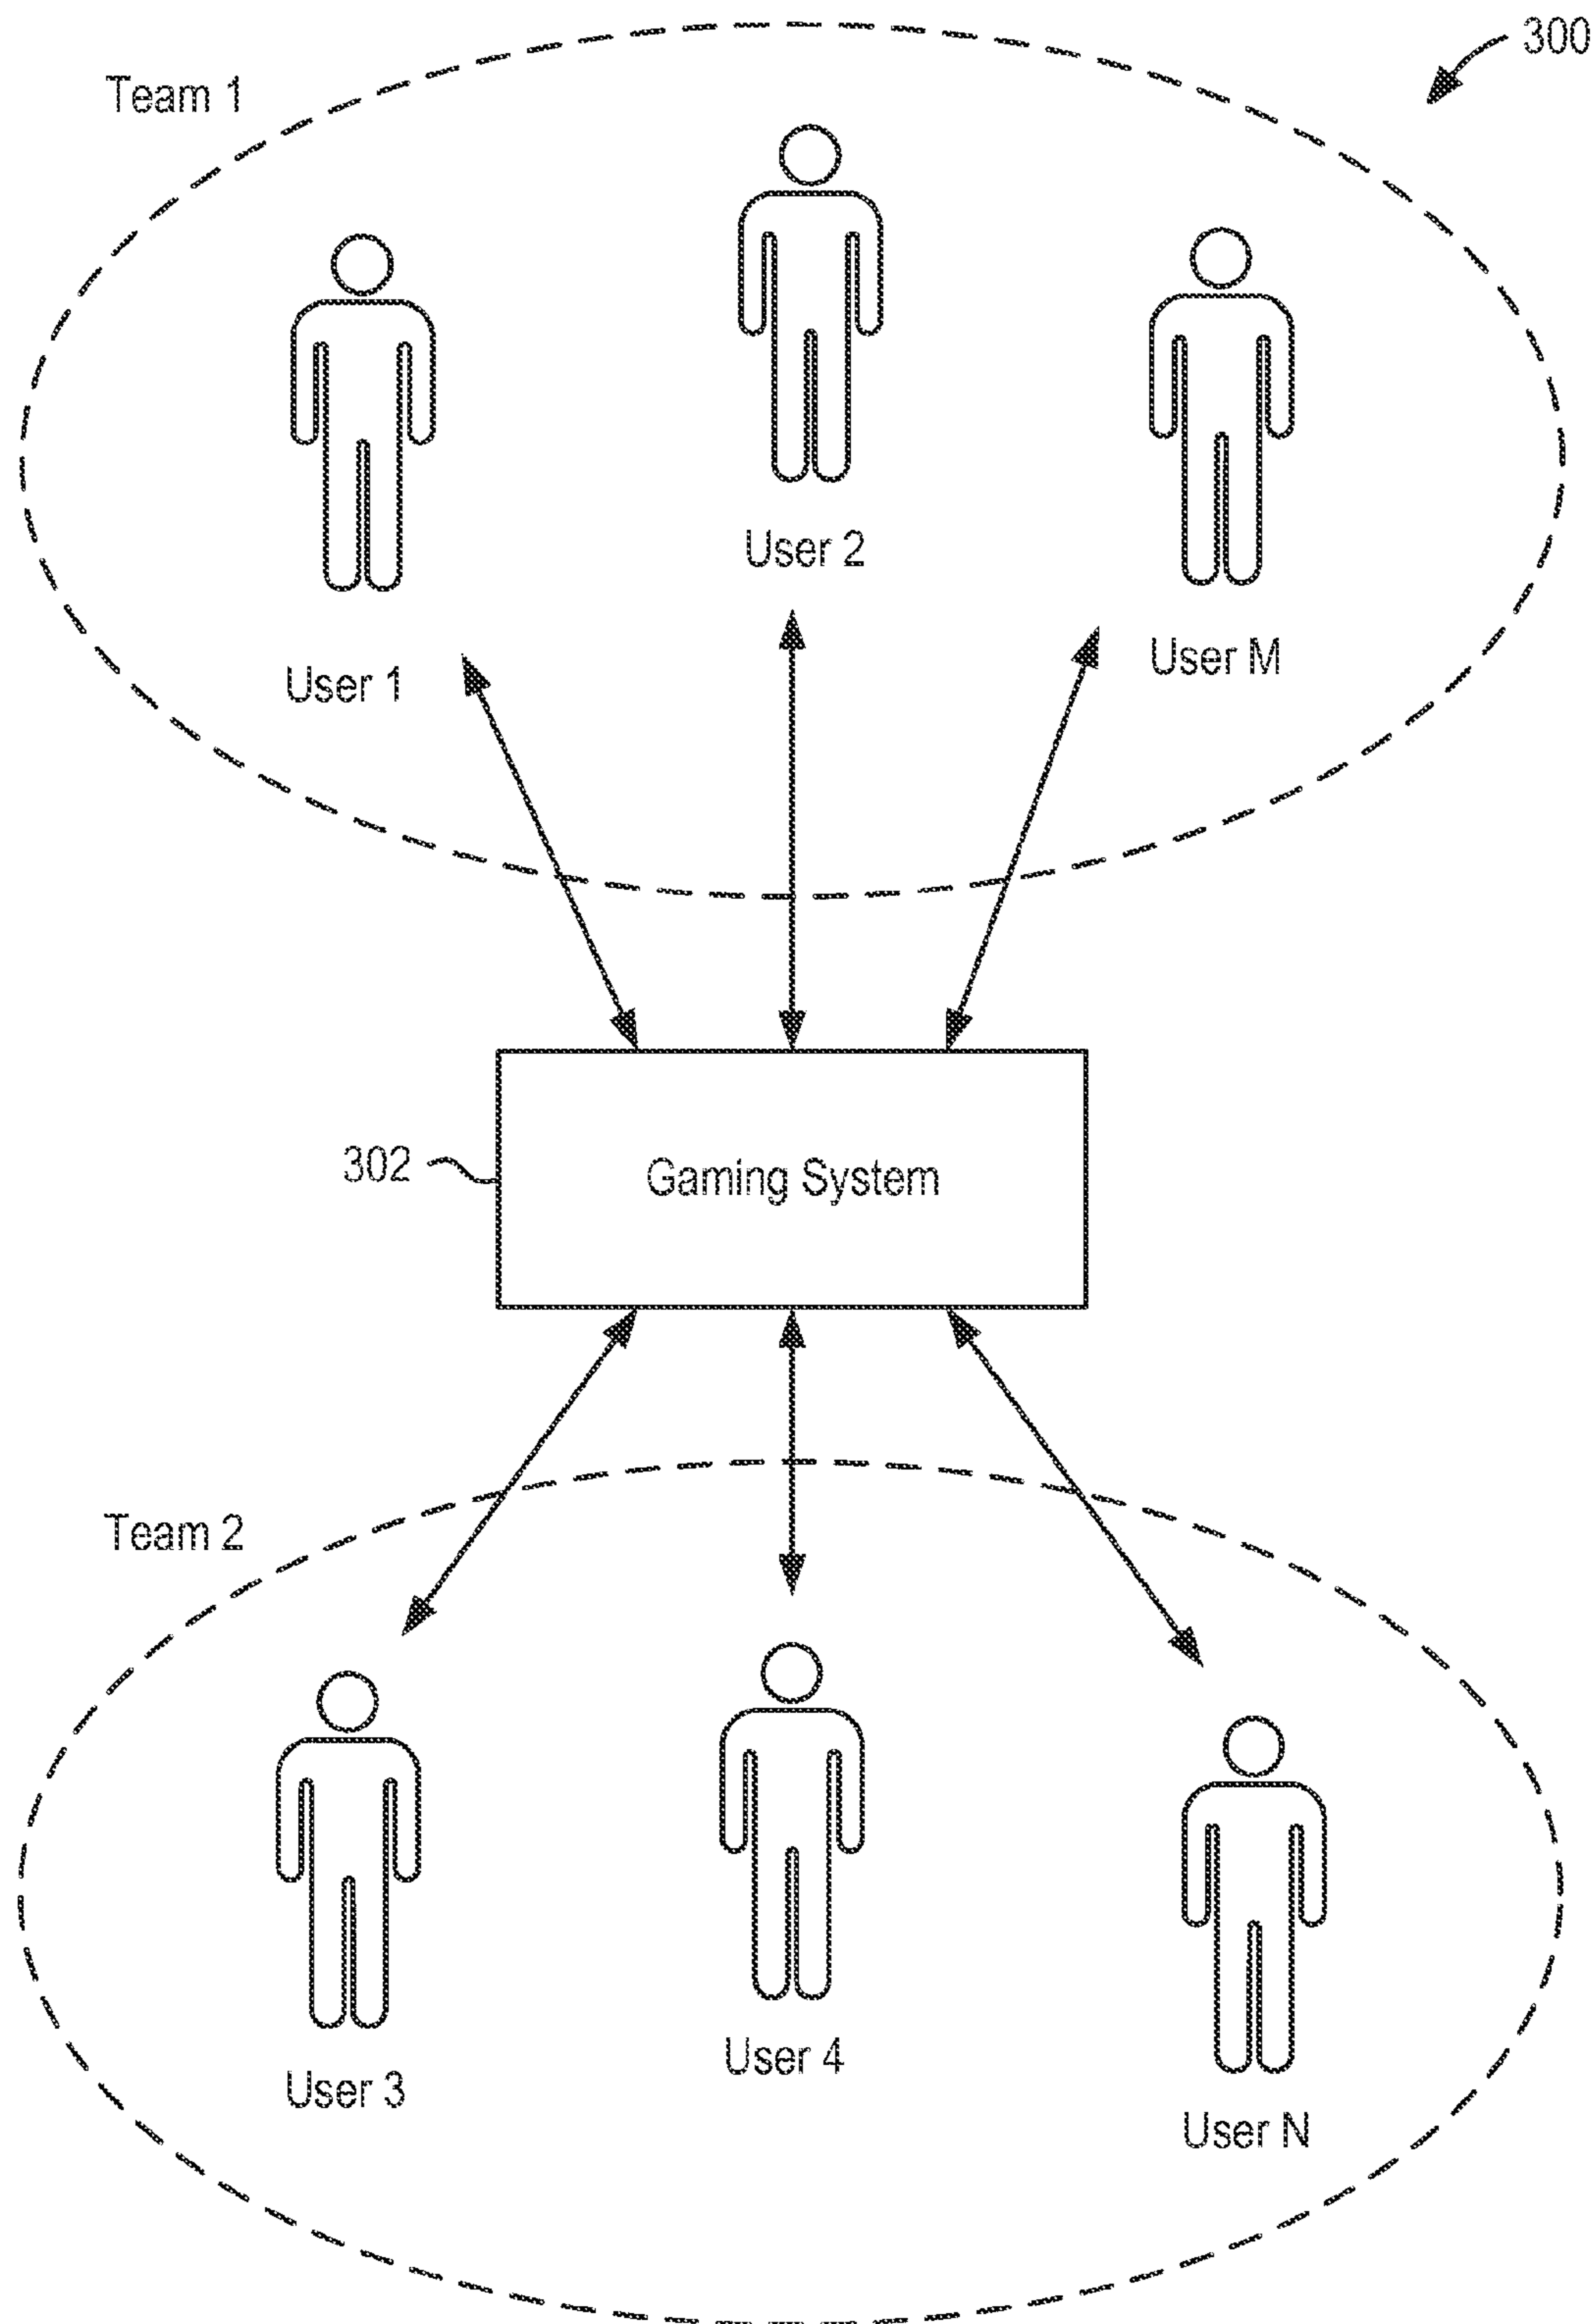 300
Team 1
User 2
User M
User 1
302
Gaming System
Team 2
User 4
User 3
User N